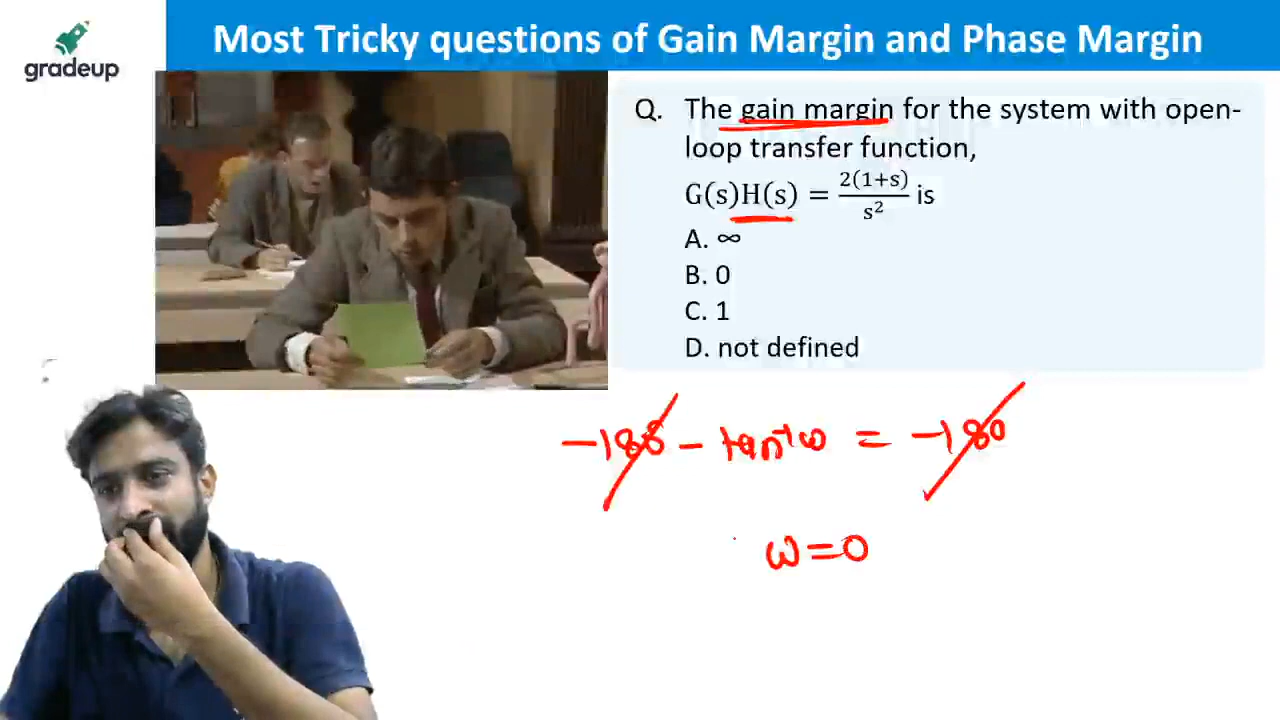 gradeup
Most Tricky questions of Gain Margin and Phase Margin
Q. The gain margin for the system with open-
loop transfer function,
G(s)H(s) = 2(1+s)/s² is
A. ∞
B. 0
C. 1
D. not defined
-180 - tan⁻¹ω = -180
ω=0